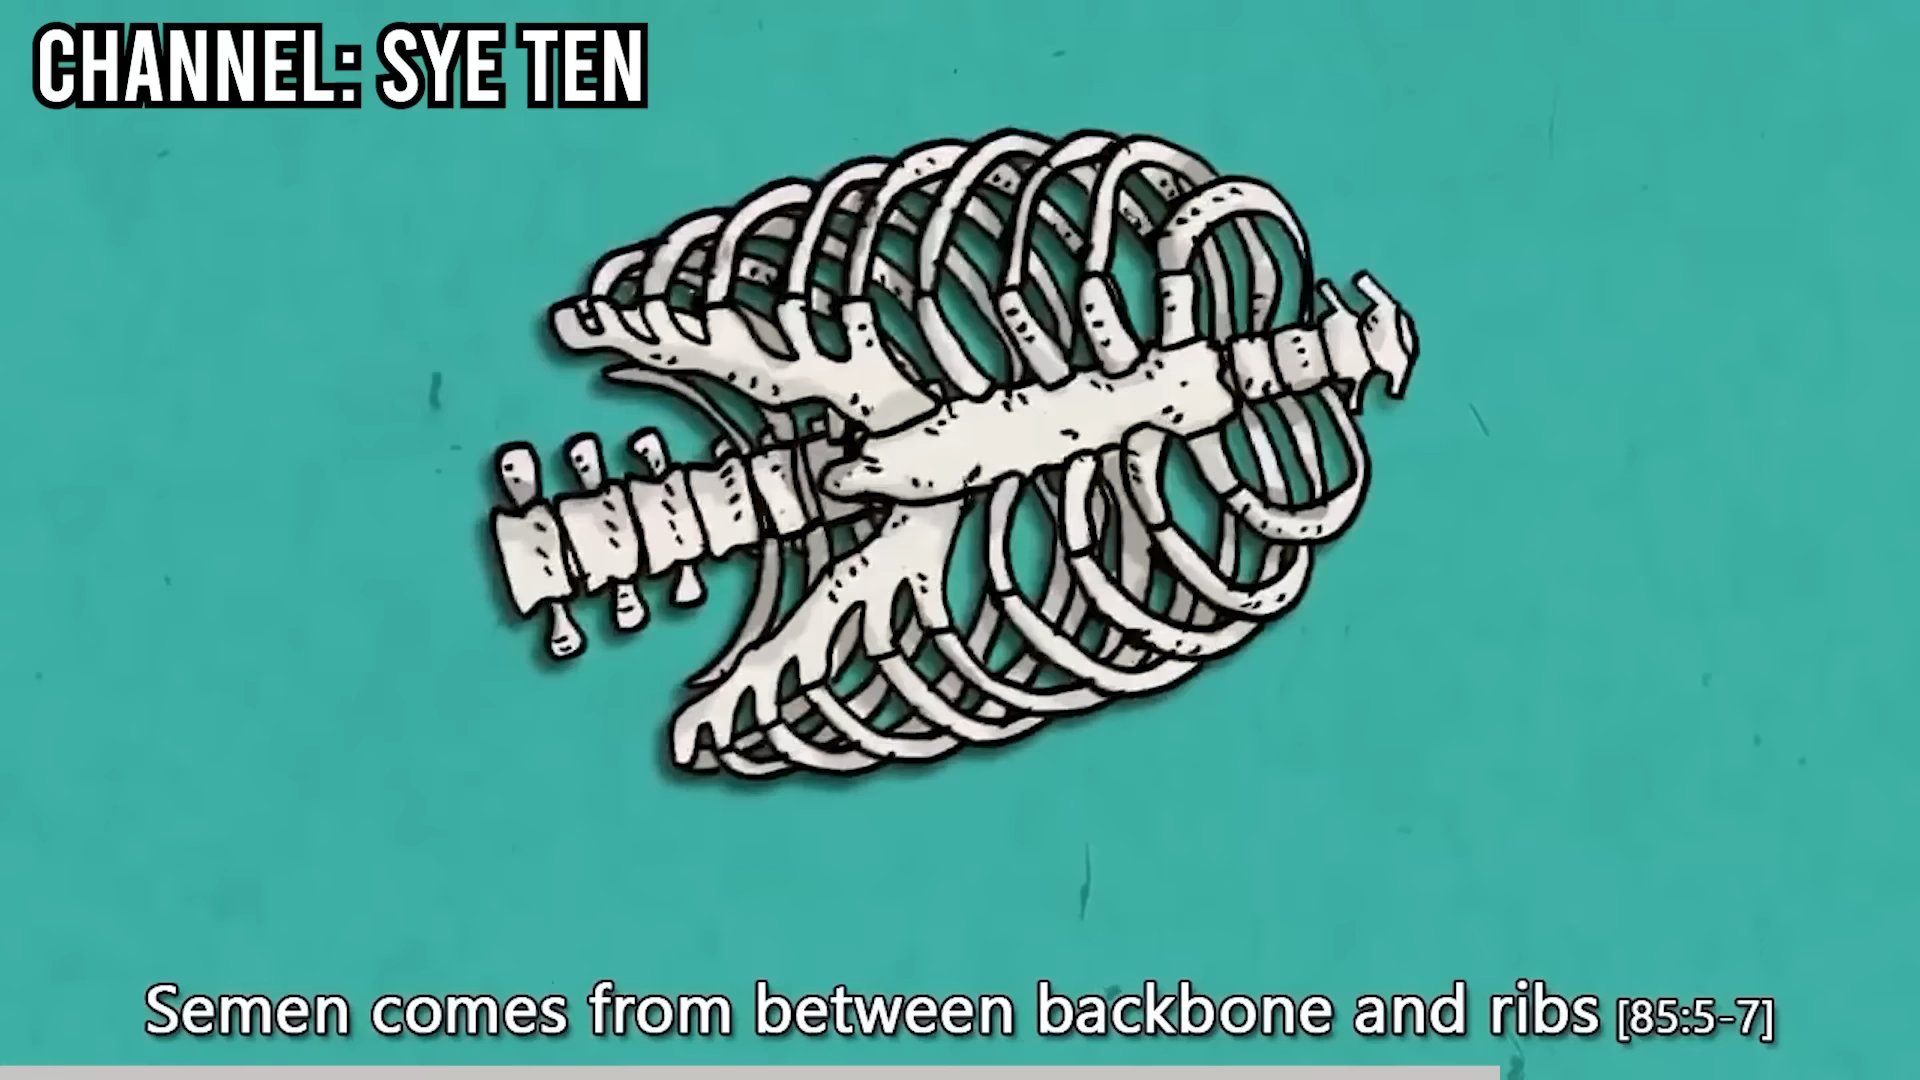 CHANNEL: SYE TEN
Semen comes from between backbone and ribs [85:5-7]